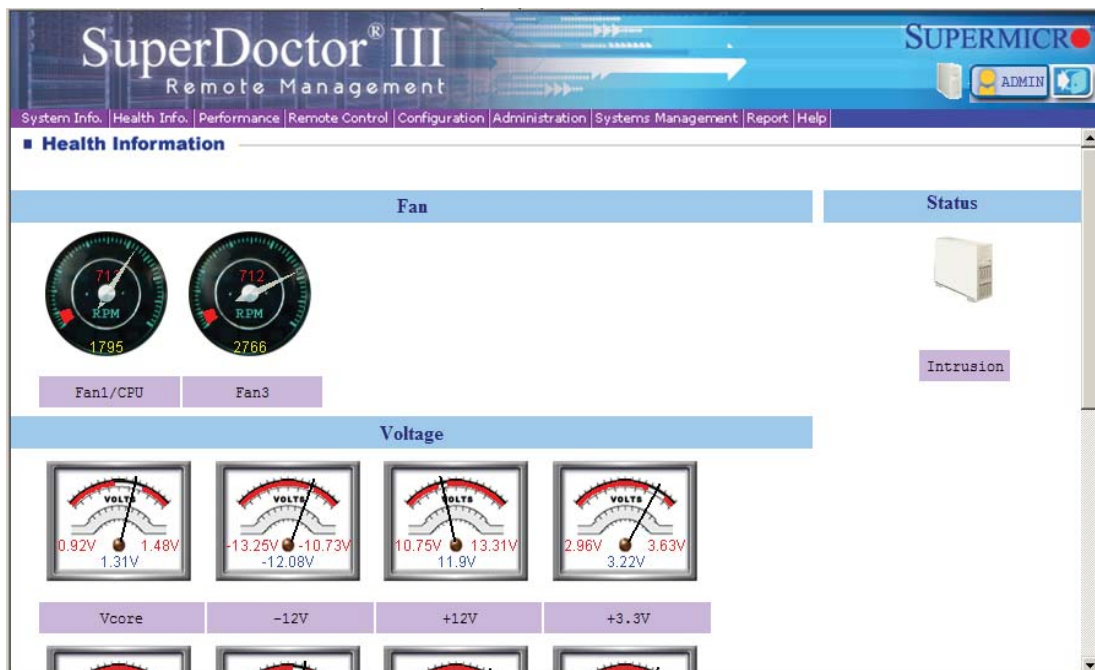 SuperDoctor® III
Remote Management
SUPERMICR
ADMIN
System Info. Health Info. Performance Remote Control Configuration Administration Systems Management Report Help
Health Information
Fan
Status
712
RPM
2766
RPM
1795
Fan1/CPU Fan3
Intrusion
Voltage
VOLTS VOLTS VOLTS VOLTS
0.92V 1.48V -13.25V -10.73V 10.75V 13.31V 2.96V 3.63V
1.31V -12.08V 11.9V 3.22V
Vcore -12V +12V +3.3V